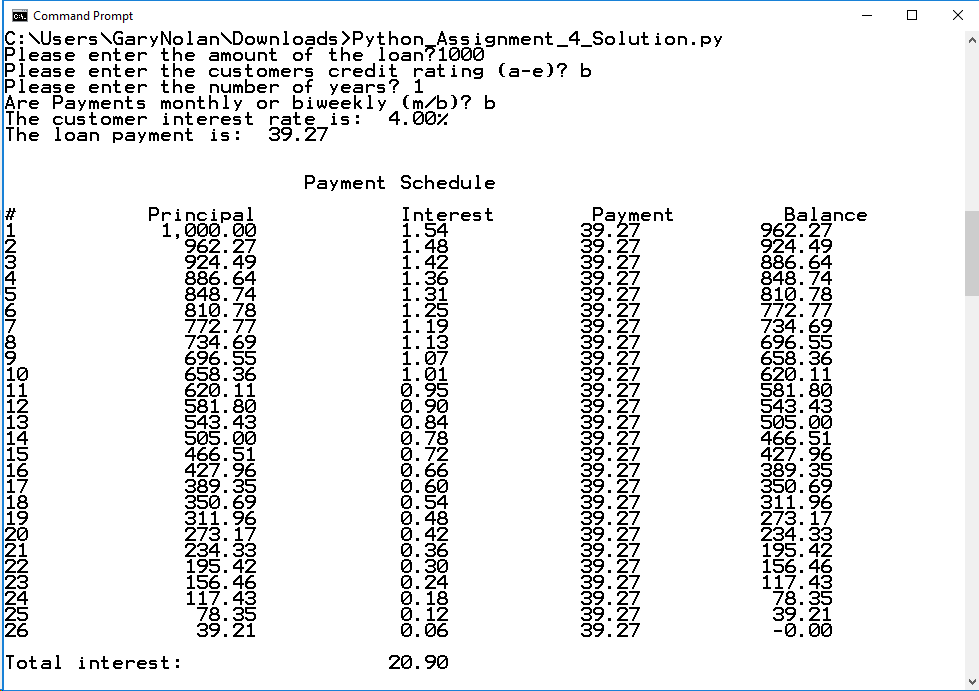 Command Prompt
C:\Users\GaryNolan\Downloads>Python_Assignment_4_Solution.py
Please enter the amount of the loan?1000
Please enter the customers credit rating (a-e)? b
Please enter the number of years? 1
Are Payments monthly or biweekly (m/b)? b
The customer interest rate is: 4.00%
The loan payment is: 39.27
Payment Schedule
# Principal Interest Payment Balance
1 1,000.00 1.54 39.27 962.27
2 962.27 1.48 39.27 924.49
3 924.49 1.42 39.27 886.64
4 886.64 1.36 39.27 848.74
5 848.74 1.31 39.27 810.78
6 810.78 1.25 39.27 772.77
7 772.77 1.19 39.27 734.69
8 734.69 1.13 39.27 696.55
9 696.55 1.07 39.27 658.36
10 658.36 1.01 39.27 620.11
11 620.11 0.95 39.27 581.80
12 581.80 0.90 39.27 543.43
13 543.43 0.84 39.27 505.00
14 505.00 0.78 39.27 466.51
15 466.51 0.72 39.27 427.96
16 427.96 0.66 39.27 389.35
17 389.35 0.60 39.27 350.69
18 350.69 0.54 39.27 311.96
19 311.96 0.48 39.27 273.17
20 273.17 0.42 39.27 234.33
21 234.33 0.36 39.27 195.42
22 195.42 0.30 39.27 156.46
23 156.46 0.24 39.27 117.43
24 117.43 0.18 39.27 78.35
25 78.35 0.12 39.27 39.21
26 39.21 0.06 39.27 -0.00
Total interest: 20.90